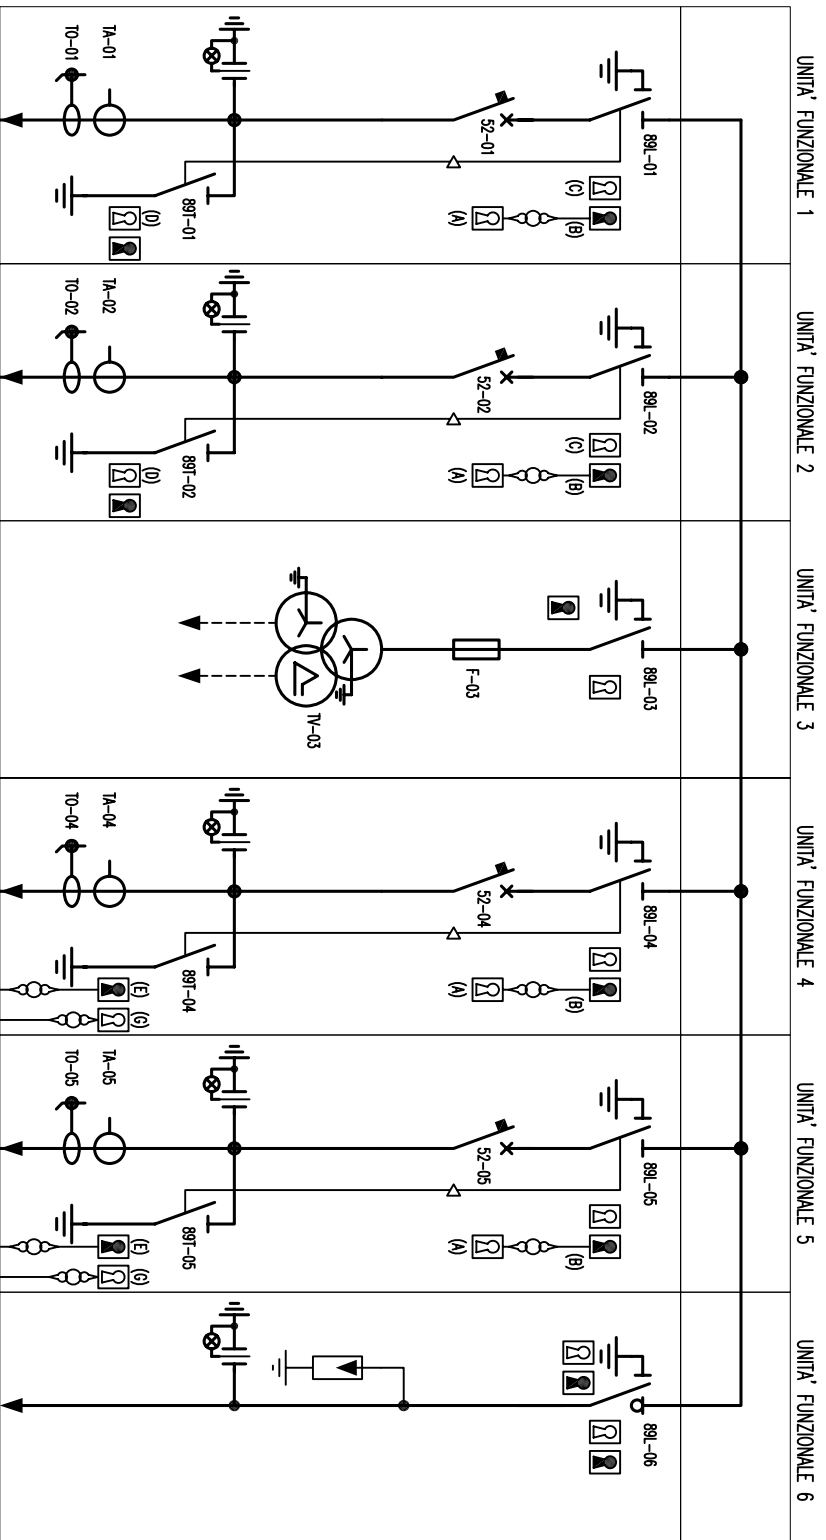 UNITA' FUNZIONALE 1
89L-01
(C)
(B)
(A)
52-01
89T-01
(D)
TA-01
TO-01
UNITA' FUNZIONALE 2
89L-02
(C)
(B)
(A)
52-02
89T-02
(D)
TA-02
TO-02
UNITA' FUNZIONALE 3
89L-03
F-03
TV-03
UNITA' FUNZIONALE 4
89L-04
(B)
(A)
52-04
89T-04
(E)
(G)
TA-04
TO-04
UNITA' FUNZIONALE 5
89L-05
(B)
(A)
52-05
89T-05
(E)
(G)
TA-05
TO-05
UNITA' FUNZIONALE 6
89L-06